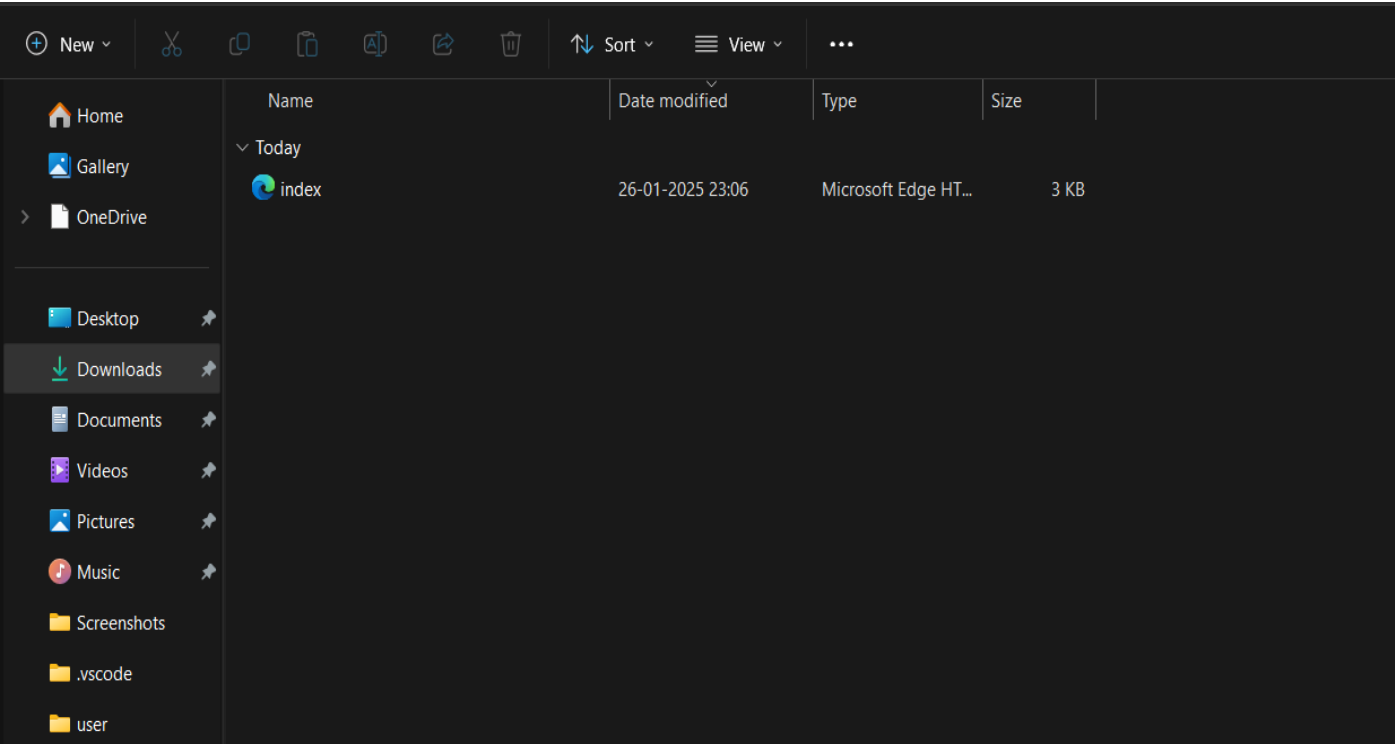 New Sort View
Name Date modified Type Size
Home
Today
Gallery
index 26-01-2025 23:06 Microsoft Edge HT... 3 KB
OneDrive
Desktop
Downloads
Documents
Videos
Pictures
Music
Screenshots
.vscode
user